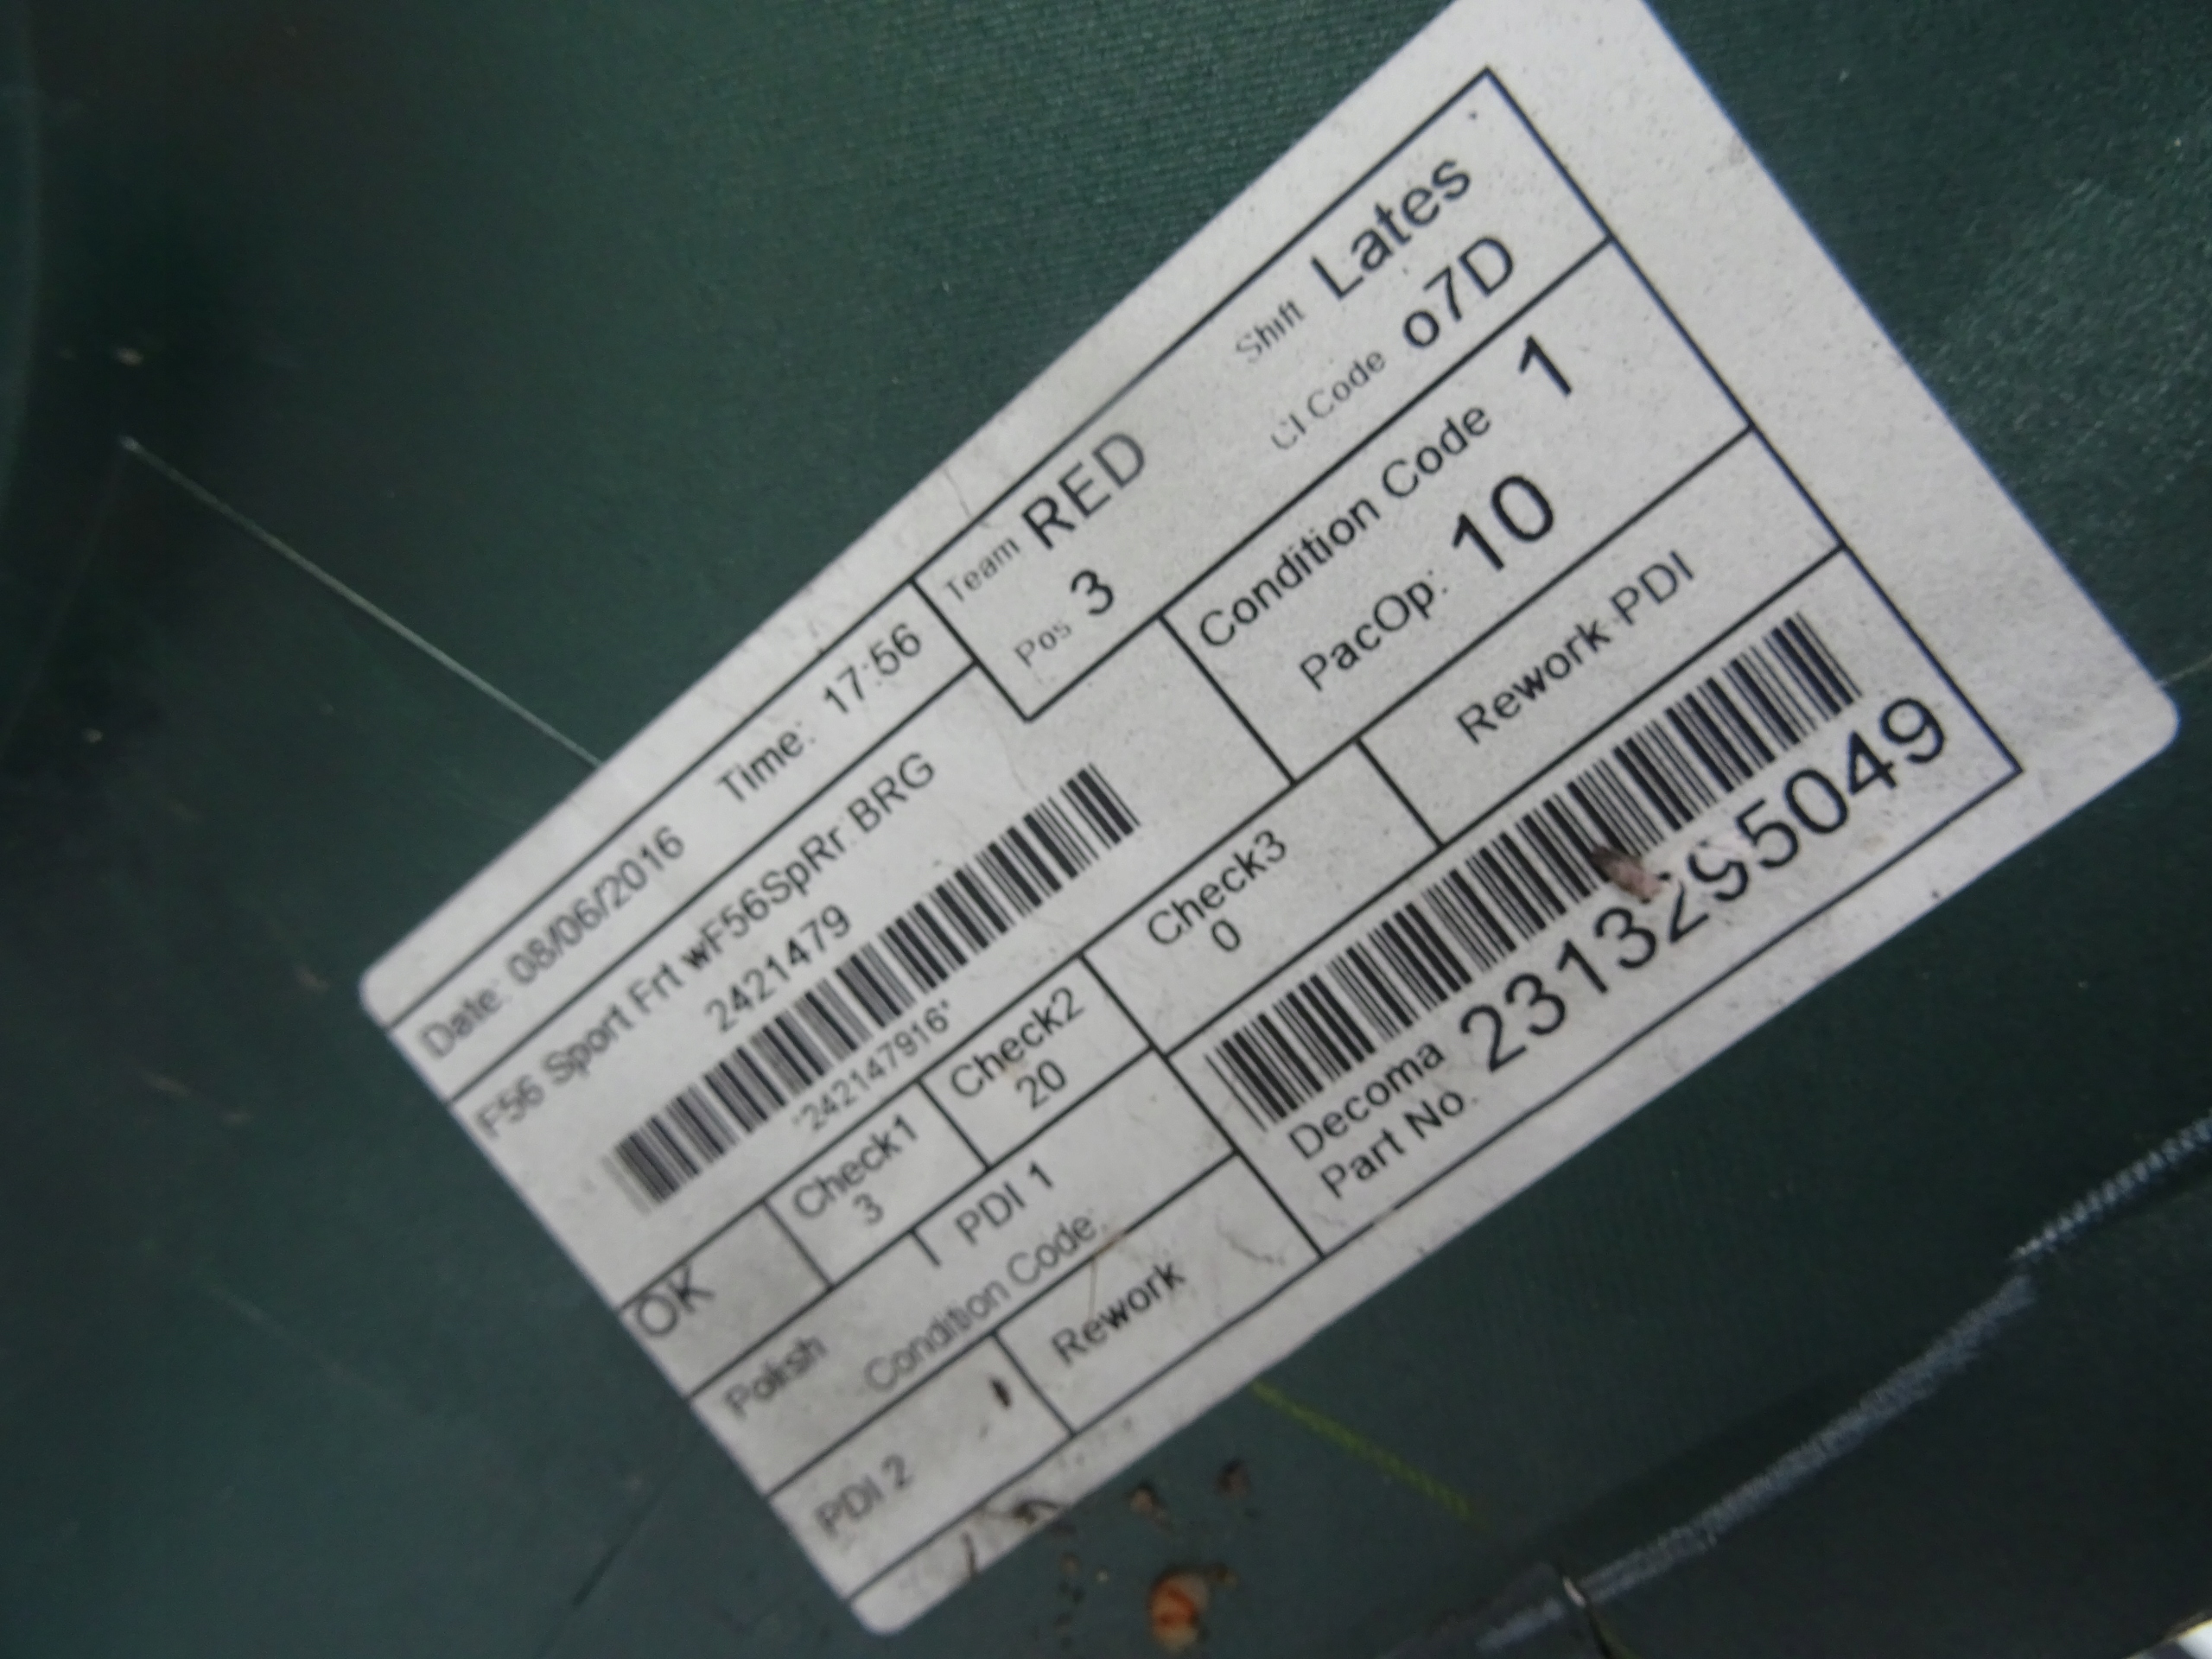 Date: 08/06/2016 Time: 17:56
Team RED Shift Lates
Pos 3 CI Code o7D
F56 Sport Frt wF56SpRr.BRG
2421479
*242147916*
Condition Code 1
PacOp: 10
OK
Check1
3
Check2
20
Check3
0
Rework PDI
Polish
PDI 1
Condition Code:
PDI 2
Rework
Decoma
Part No. 2313295049